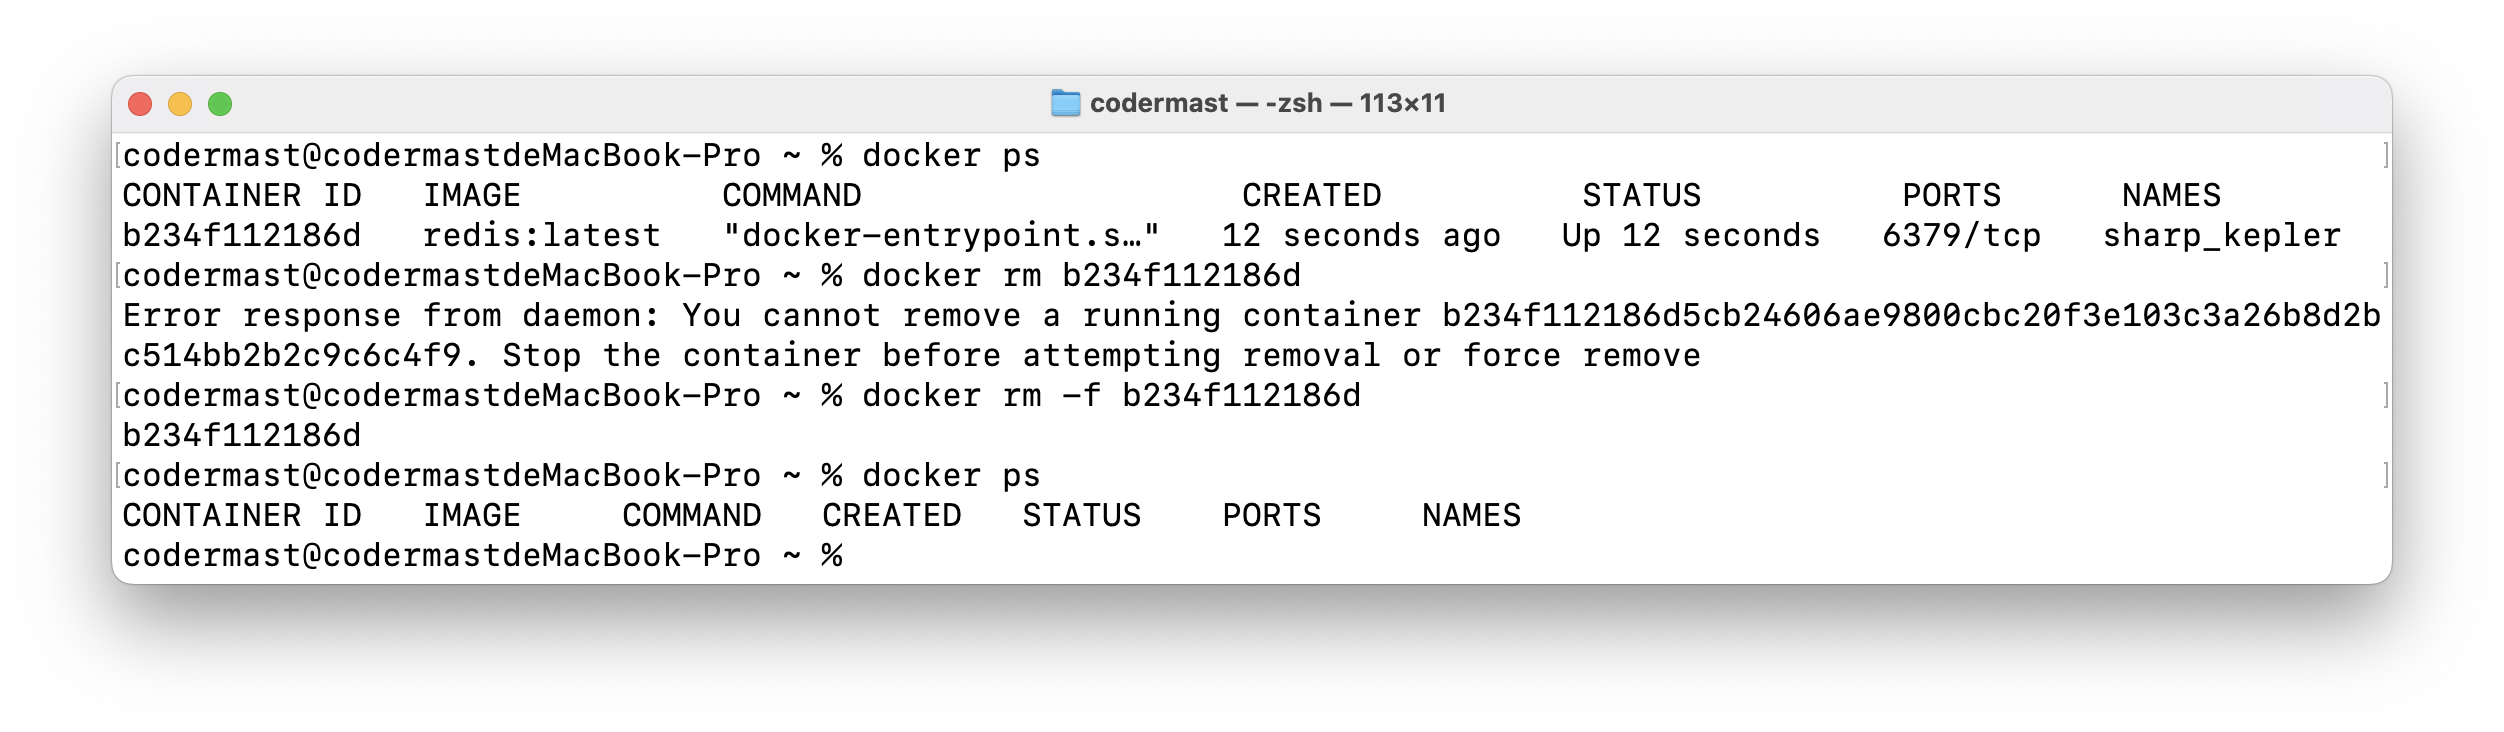 codermast — -zsh — 113×11
codermast@codermastdeMacBook-Pro ~ % docker ps
CONTAINER ID   IMAGE          COMMAND                   CREATED          STATUS          PORTS      NAMES
b234f112186d   redis:latest   "docker-entrypoint.s…"   12 seconds ago   Up 12 seconds   6379/tcp   sharp_kepler
codermast@codermastdeMacBook-Pro ~ % docker rm b234f112186d
Error response from daemon: You cannot remove a running container b234f112186d5cb24606ae9800cbc20f3e103c3a26b8d2b
c514bb2b2c9c6c4f9. Stop the container before attempting removal or force remove
codermast@codermastdeMacBook-Pro ~ % docker rm -f b234f112186d
b234f112186d
codermast@codermastdeMacBook-Pro ~ % docker ps
CONTAINER ID   IMAGE     COMMAND   CREATED   STATUS    PORTS     NAMES
codermast@codermastdeMacBook-Pro ~ %